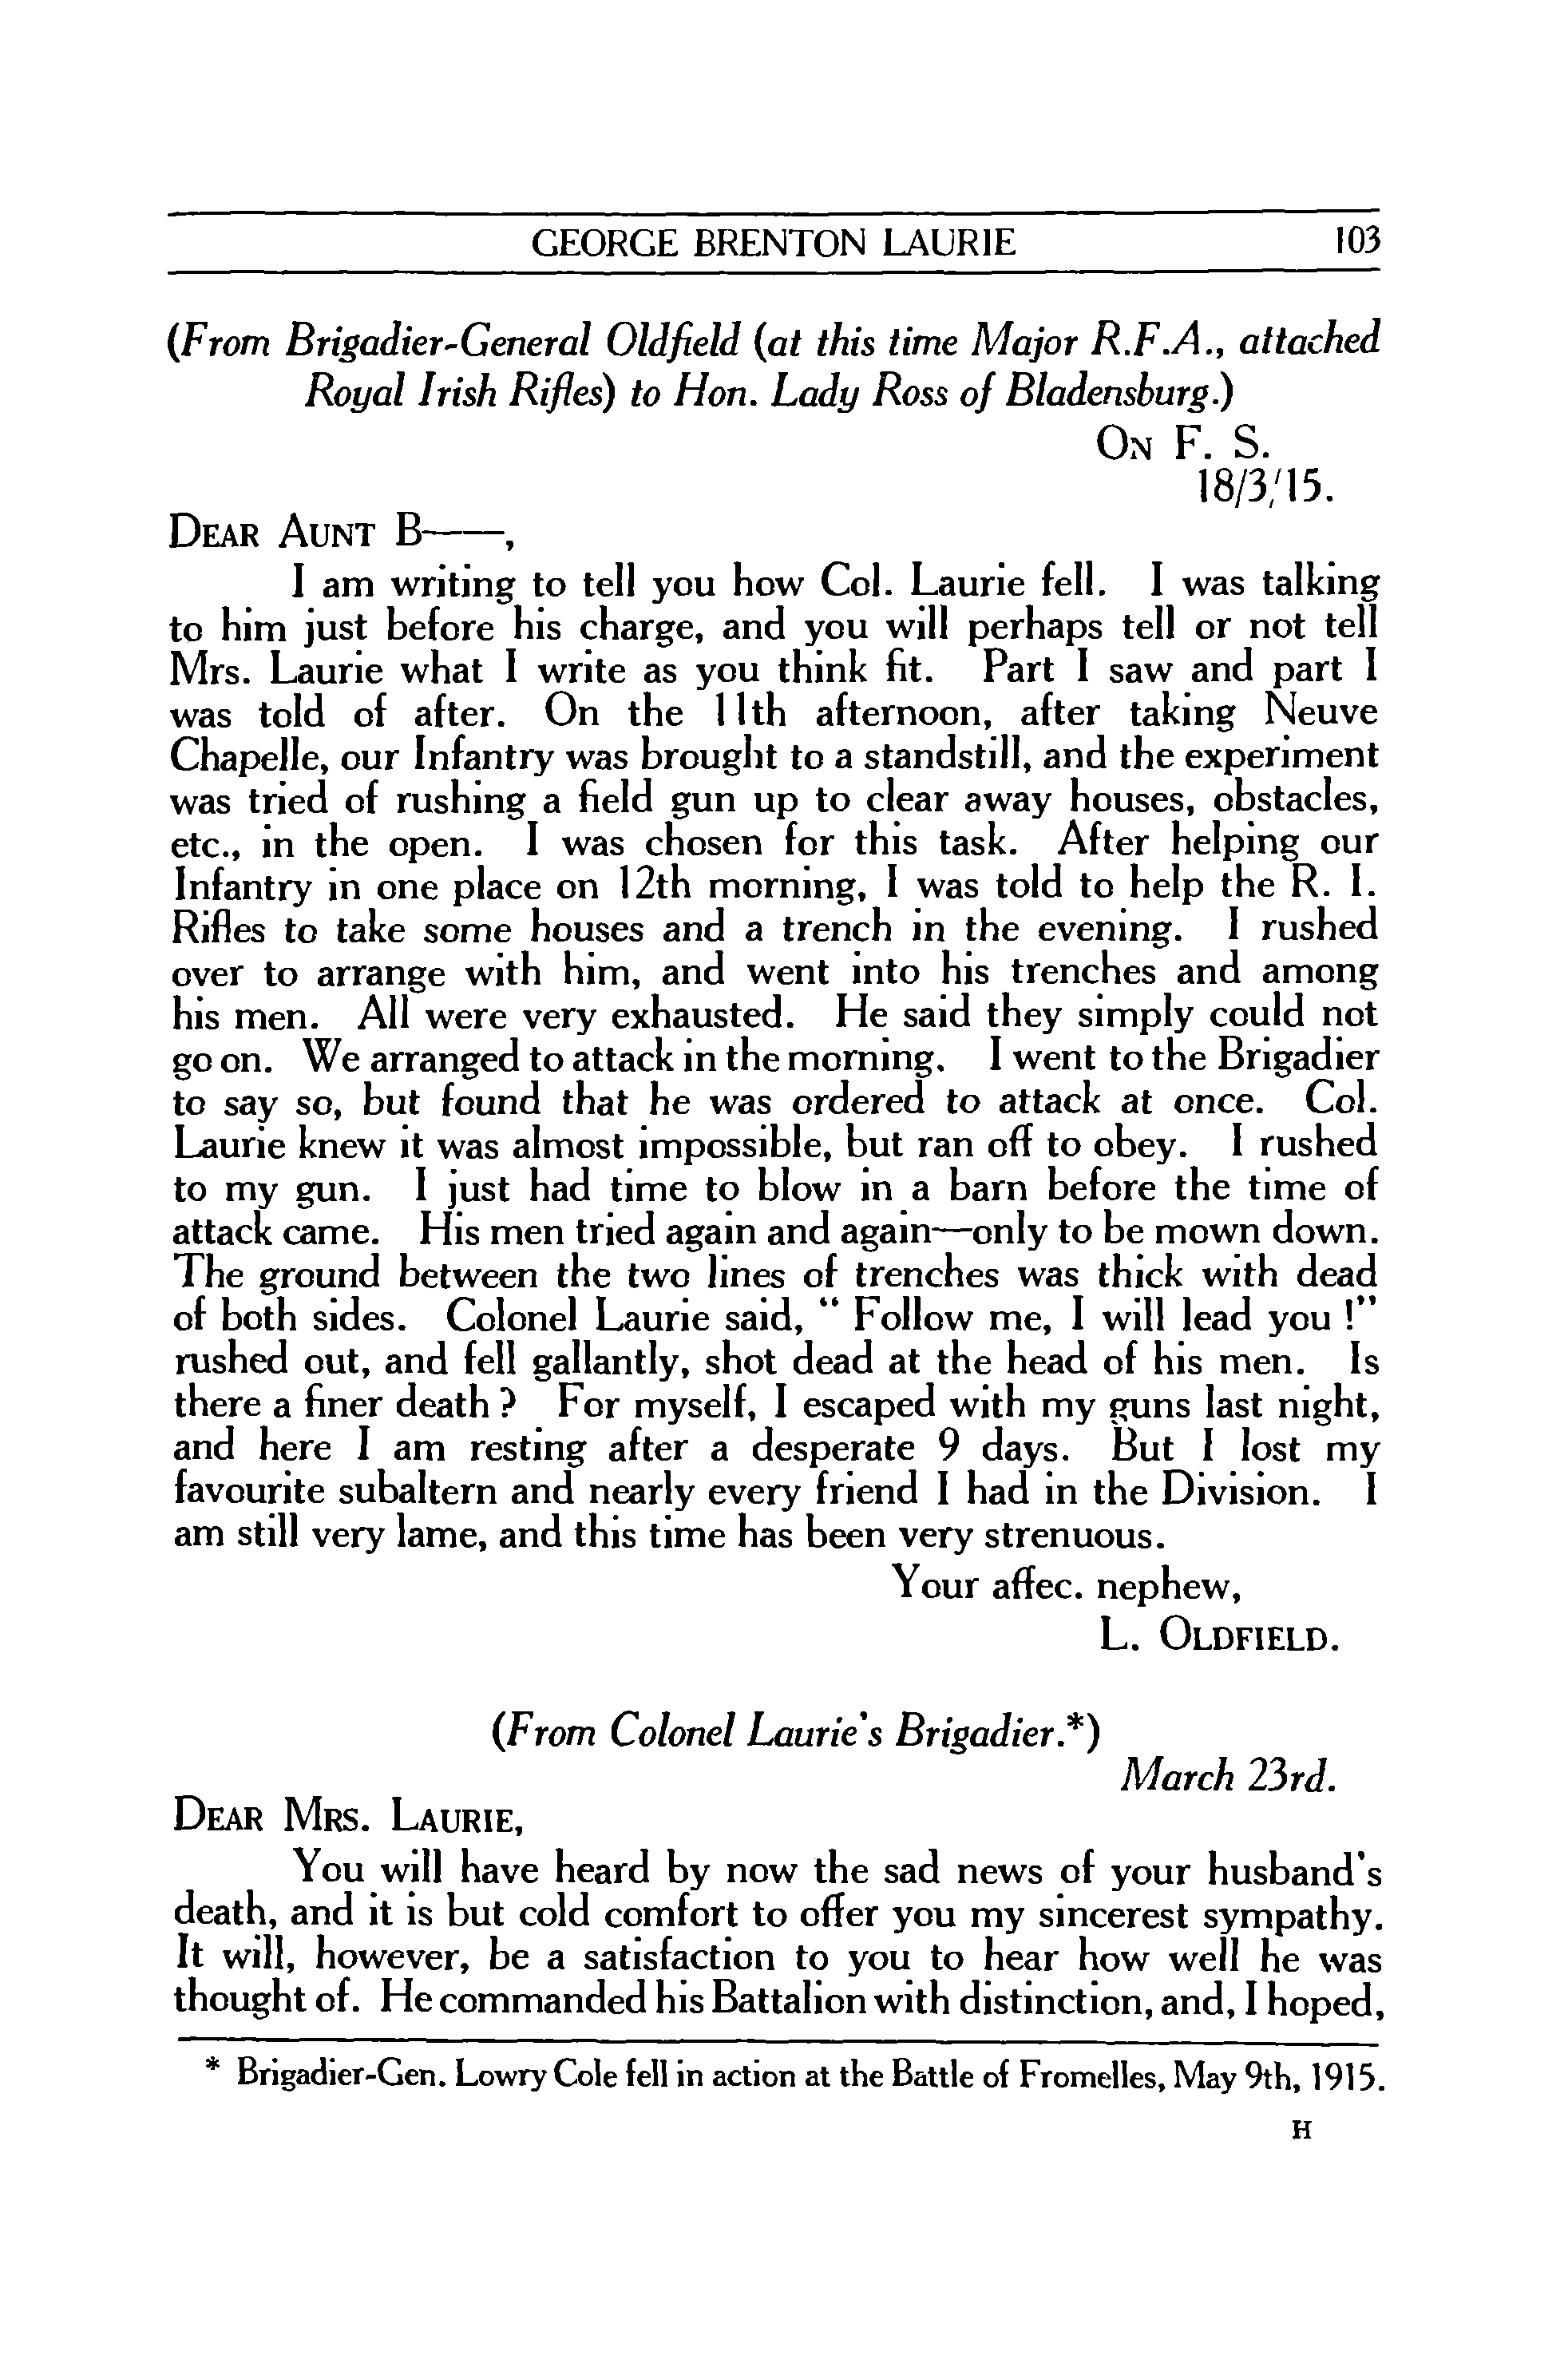 GEORGE BRENTON LAURIE 103
(From Brigadier-General Oldfield (at this time Major R.F.A., attached
Royal Irish Rifles) to Hon. Lady Ross of Bladensburg.)
ON F. S.
18/3/15.
DEAR AUNT B——,
I am writing to tell you how Col. Laurie fell. I was talking
to him just before his charge, and you will perhaps tell or not tell
Mrs. Laurie what I write as you think fit. Part I saw and part I
was told of after. On the 11th afternoon, after taking Neuve
Chapelle, our Infantry was brought to a standstill, and the experiment
was tried of rushing a field gun up to clear away houses, obstacles,
etc., in the open. I was chosen for this task. After helping our
Infantry in one place on 12th morning, I was told to help the R. I.
Rifles to take some houses and a trench in the evening. I rushed
over to arrange with him, and went into his trenches and among
his men. All were very exhausted. He said they simply could not
go on. We arranged to attack in the morning. I went to the Brigadier
to say so, but found that he was ordered to attack at once. Col.
Laurie knew it was almost impossible, but ran off to obey. I rushed
to my gun. I just had time to blow in a barn before the time of
attack came. His men tried again and again—only to be mown down.
The ground between the two lines of trenches was thick with dead
of both sides. Colonel Laurie said, “ Follow me, I will lead you !”
rushed out, and fell gallantly, shot dead at the head of his men. Is
there a finer death ? For myself, I escaped with my guns last night,
and here I am resting after a desperate 9 days. But I lost my
favourite subaltern and nearly every friend I had in the Division. I
am still very lame, and this time has been very strenuous.
Your affec. nephew,
L. OLDFIELD.
(From Colonel Laurie's Brigadier.*)
March 23rd.
DEAR MRS. LAURIE,
You will have heard by now the sad news of your husband's
death, and it is but cold comfort to offer you my sincerest sympathy.
It will, however, be a satisfaction to you to hear how well he was
thought of. He commanded his Battalion with distinction, and, I hoped,
* Brigadier-Gen. Lowry Cole fell in action at the Battle of Fromelles, May 9th, 1915.
H